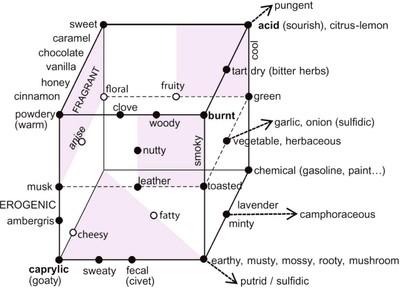 pungent
sweet
acid (sourish), citrus-lemon
caramel
chocolate
vanilla
honey
cinnamon
FRAGRANT
cool
tart dry (bitter herbs)
floral
fruity
green
powdery
(warm)
clove
woody
burnt
garlic, onion (sulfidic)
anise
nutty
smoky
vegetable, herbaceous
chemical (gasoline, paint…)
musk
leather
toasted
EROGENIC
ambergris
fatty
lavender
minty
camphoraceous
cheesy
caprylic
(goaty)
sweaty
fecal
(civet)
earthy, musty, mossy, rooty, mushroom
putrid / sulfidic